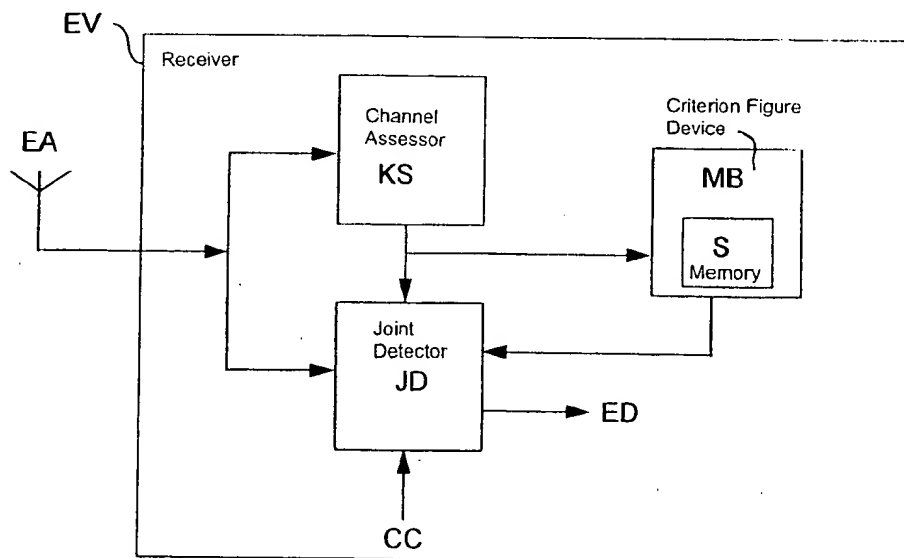 EV
Receiver
Channel
Assessor
KS
Criterion Figure
Device
MB
S
Memory
EA
Joint
Detector
JD
ED
CC